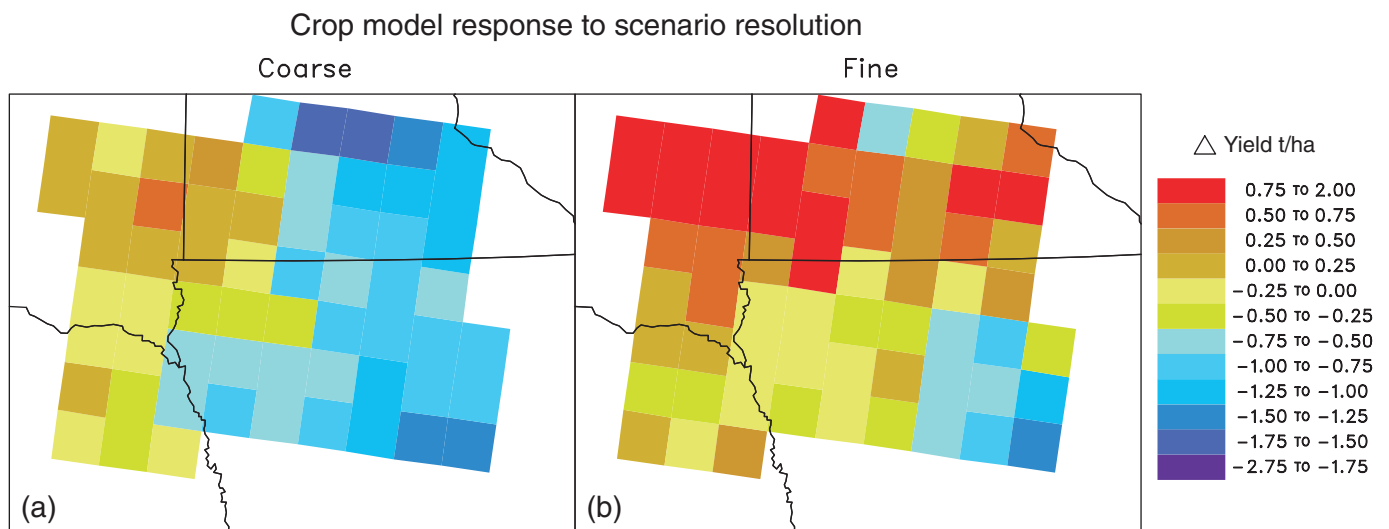 Crop model response to scenario resolution
Coarse
Fine
△ Yield t/ha
0.75 TO 2.00
0.50 TO 0.75
0.25 TO 0.50
0.00 TO 0.25
−0.25 TO 0.00
−0.50 TO −0.25
−0.75 TO −0.50
−1.00 TO −0.75
−1.25 TO −1.00
−1.50 TO −1.25
−1.75 TO −1.50
−2.75 TO −1.75
(a)
(b)